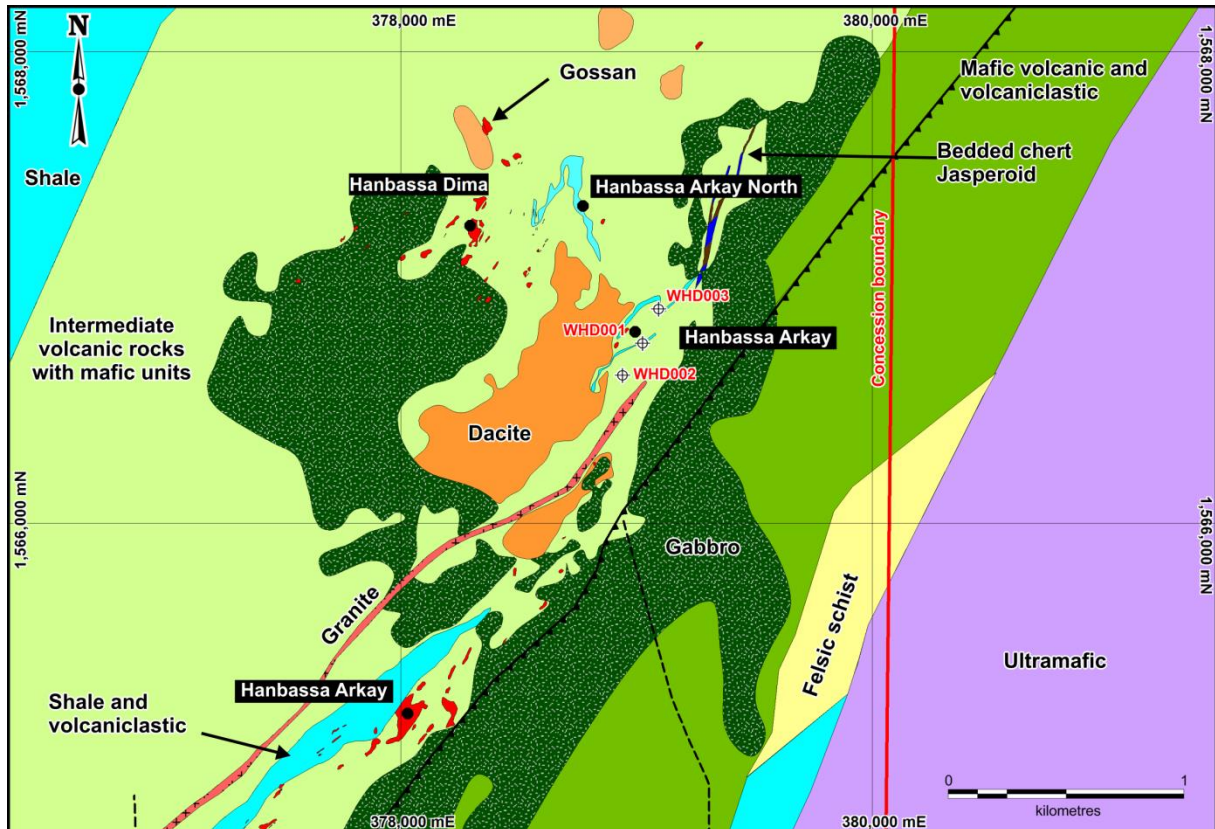 378,000 mE
380,000 mE
N
1,568,000 mN
1,568,000 mN
Gossan
Mafic volcanic and
volcaniclastic
Shale
Bedded chert
Jasperoid
Hanbassa Dima
Hanbassa Arkay North
WHD003
WHD001
Hanbassa Arkay
Intermediate
volcanic rocks
with mafic units
Concession boundary
WHD002
Dacite
1,566,000 mN
1,566,000 mN
Gabbro
Granite
Felsic schist
Ultramafic
Hanbassa Arkay
Shale and
volcaniclastic
0
1
kilometres
378,000 mE
380,000 mE